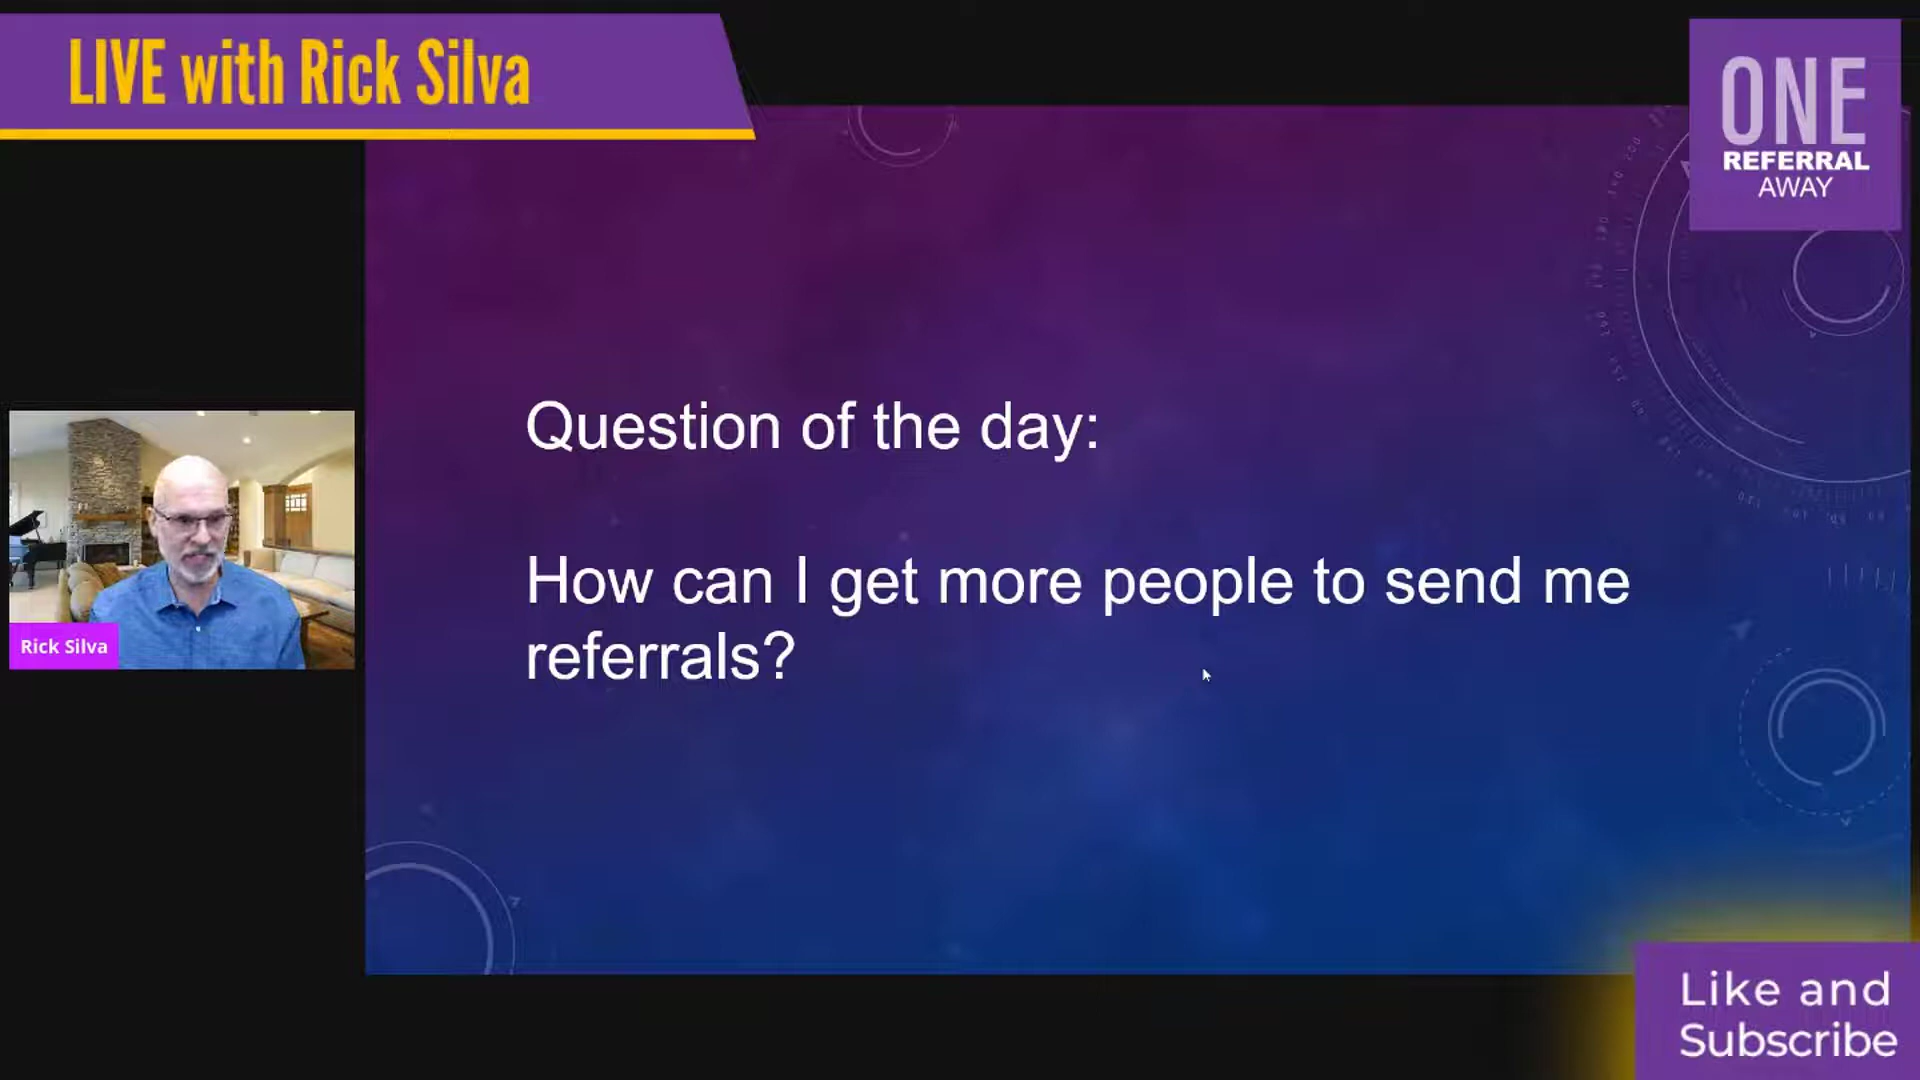 LIVE with Rick Silva
ONE
REFERRAL
AWAY
Question of the day:
How can I get more people to send me
referrals?
Rick Silva
Like and
Subscribe